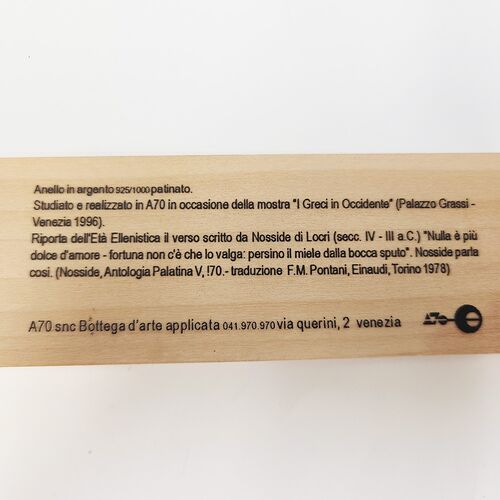 Anello in argento 925/1000 patinato.
Studiato e realizzato in A70 in occasione della mostra "I Greci in Occidente" (Palazzo Grassi -
Venezia 1996).
Riporta dell'Età Ellenistica il verso scritto da Nosside di Locri (secc. IV - III a.C.) "Nulla è più
dolce d'amore - fortuna non c'è che lo valga: persino il miele dalla bocca sputo". Nosside parla
così. (Nosside, Antologia Palatina V, !70.- traduzione F.M. Pontani, Einaudi, Torino 1978)
A70 snc Bottega d'arte applicata 041.970.970 via querini, 2 venezia A70